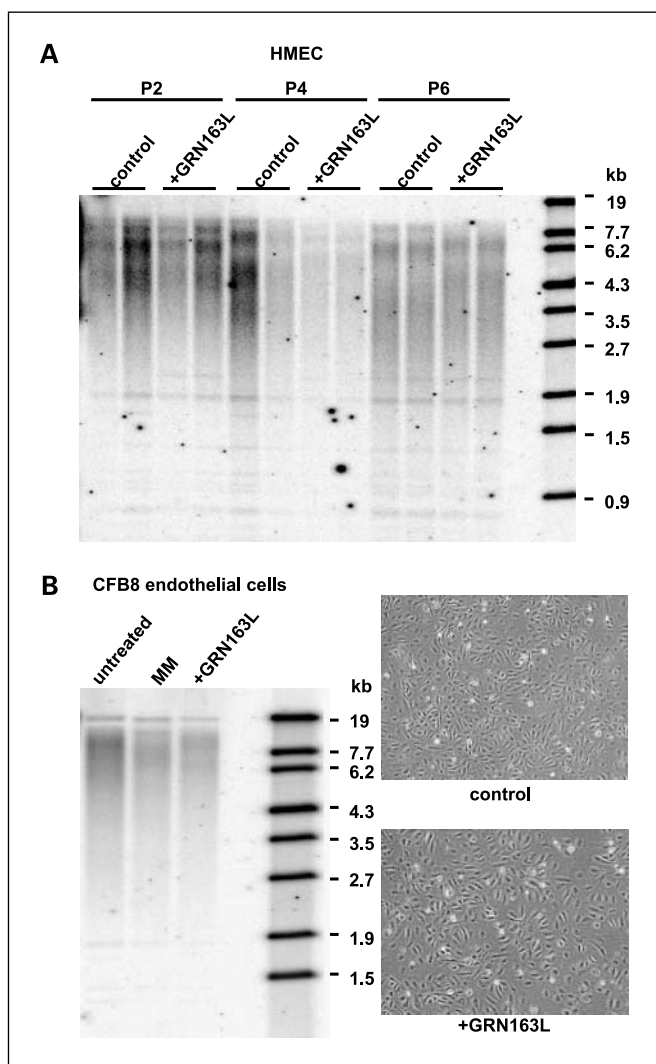 A
HMEC
P2 P4 P6
control +GRN163L control +GRN163L control +GRN163L
kb
19
7.7
6.2
4.3
3.5
2.7
1.9
1.5
0.9
B CFB8 endothelial cells
untreated MM +GRN163L
kb
19
7.7
6.2
4.3
3.5
2.7
1.9
1.5
control
+GRN163L